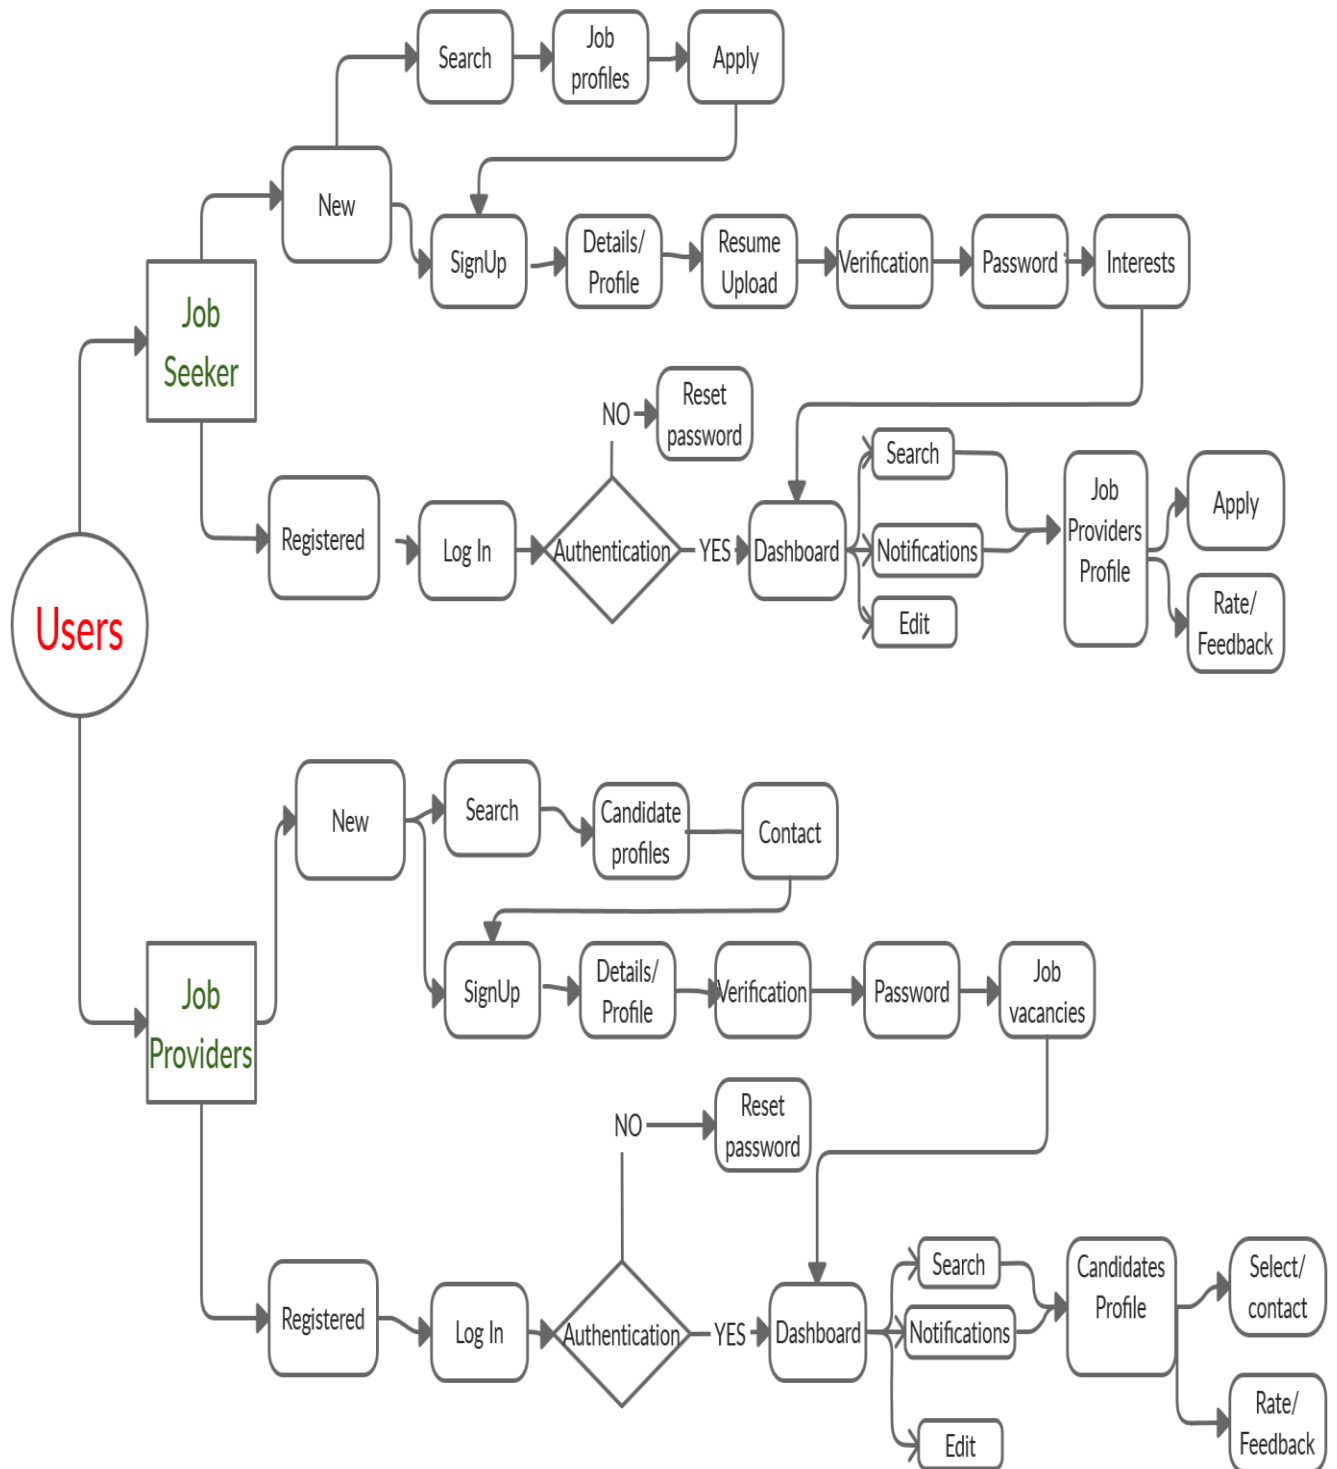 Search
Job
profiles
Apply
New
SignUp
Details/
Profile
Resume
Upload
Verification
Password
Interests
Job
Seeker
NO
Reset
password
Registered
Log In
Authentication
YES
Dashboard
Search
Notifications
Edit
Job
Providers
Profile
Apply
Rate/
Feedback
Users
New
Search
Candidate
profiles
Contact
SignUp
Details/
Profile
Verification
Password
Job
vacancies
Job
Providers
NO
Reset
password
Registered
Log In
Authentication
YES
Dashboard
Search
Notifications
Edit
Candidates
Profile
Select/
contact
Rate/
Feedback